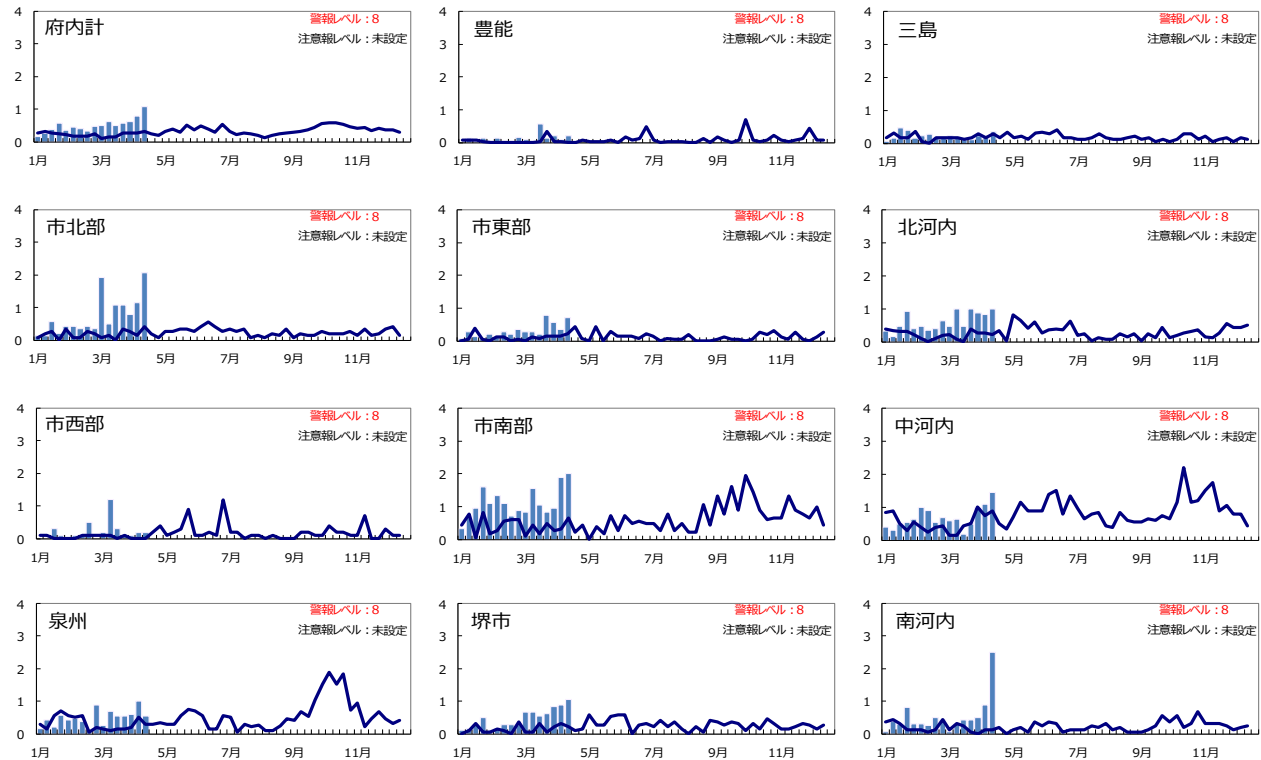 府内計
警報レベル：8
注意報レベル：未設定
4
3
2
1
0
1月 3月 5月 7月 9月 11月
豊能
警報レベル：8
注意報レベル：未設定
4
3
2
1
0
1月 3月 5月 7月 9月 11月
三島
警報レベル：8
注意報レベル：未設定
4
3
2
1
0
1月 3月 5月 7月 9月 11月
市北部
警報レベル：8
注意報レベル：未設定
4
3
2
1
0
1月 3月 5月 7月 9月 11月
市東部
警報レベル：8
注意報レベル：未設定
4
3
2
1
0
1月 3月 5月 7月 9月 11月
北河内
警報レベル：8
注意報レベル：未設定
4
3
2
1
0
1月 3月 5月 7月 9月 11月
市西部
警報レベル：8
注意報レベル：未設定
4
3
2
1
0
1月 3月 5月 7月 9月 11月
市南部
警報レベル：8
注意報レベル：未設定
4
3
2
1
0
1月 3月 5月 7月 9月 11月
中河内
警報レベル：8
注意報レベル：未設定
4
3
2
1
0
1月 3月 5月 7月 9月 11月
泉州
警報レベル：8
注意報レベル：未設定
4
3
2
1
0
1月 3月 5月 7月 9月 11月
堺市
警報レベル：8
注意報レベル：未設定
4
3
2
1
0
1月 3月 5月 7月 9月 11月
南河内
警報レベル：8
注意報レベル：未設定
4
3
2
1
0
1月 3月 5月 7月 9月 11月